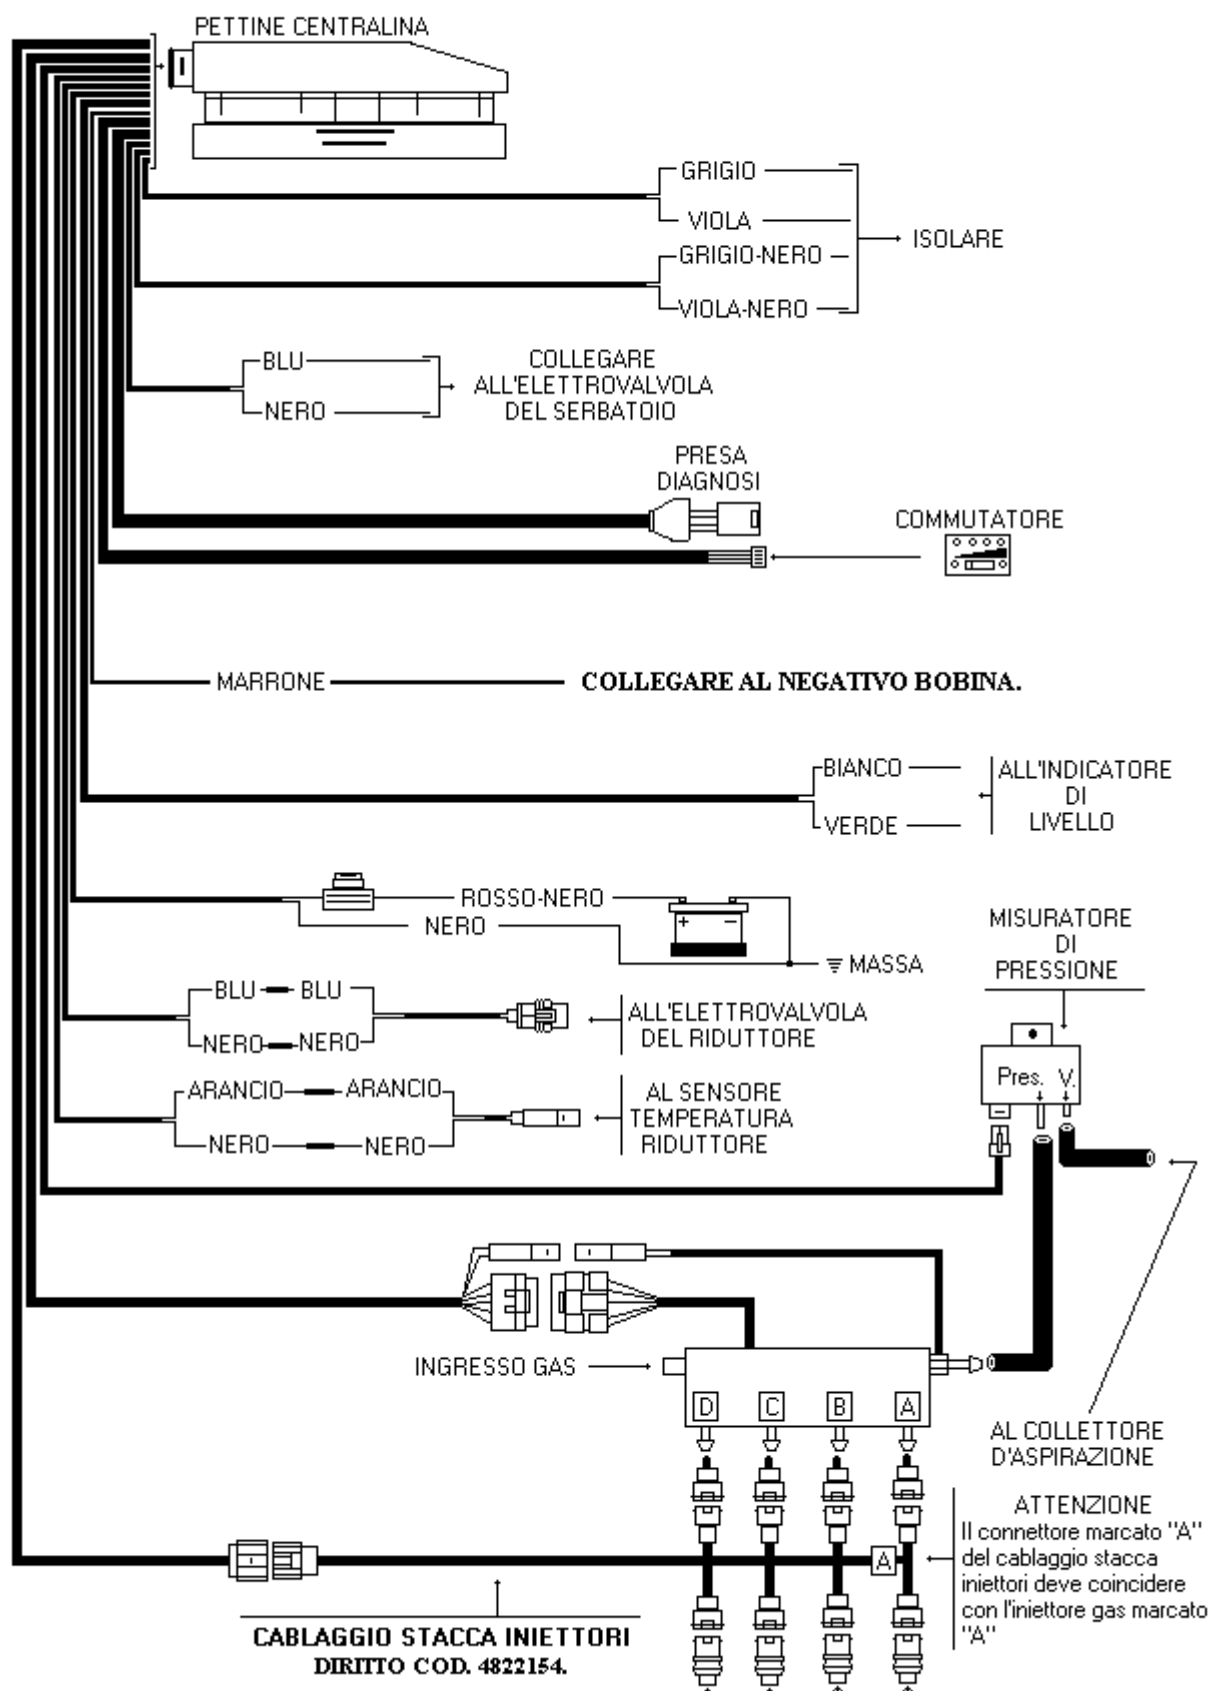 PETTINE CENTRALINA
GRIGIO
VIOLA
ISOLARE
GRIGIO-NERO
VIOLA-NERO
BLU
NERO
COLLEGARE
ALL'ELETTROVALVOLA
DEL SERBATOIO
PRESA
DIAGNOSI
COMMUTATORE
MARRONE
COLLEGARE AL NEGATIVO BOBINA.
BIANCO
VERDE
ALL'INDICATORE
DI
LIVELLO
ROSSO-NERO
NERO
+ −
MASSA
MISURATORE
DI
PRESSIONE
BLU BLU
NERO NERO
ALL'ELETTROVALVOLA
DEL RIDUTTORE
Pres. V.
ARANCIO ARANCIO
NERO NERO
AL SENSORE
TEMPERATURA
RIDUTTORE
INGRESSO GAS
D C B A
AL COLLETTORE
D'ASPIRAZIONE
A
ATTENZIONE
Il connettore marcato "A"
del cablaggio stacca
iniettori deve coincidere
con l'iniettore gas marcato
"A"
CABLAGGIO STACCA INIETTORI
DIRITTO COD. 4822154.